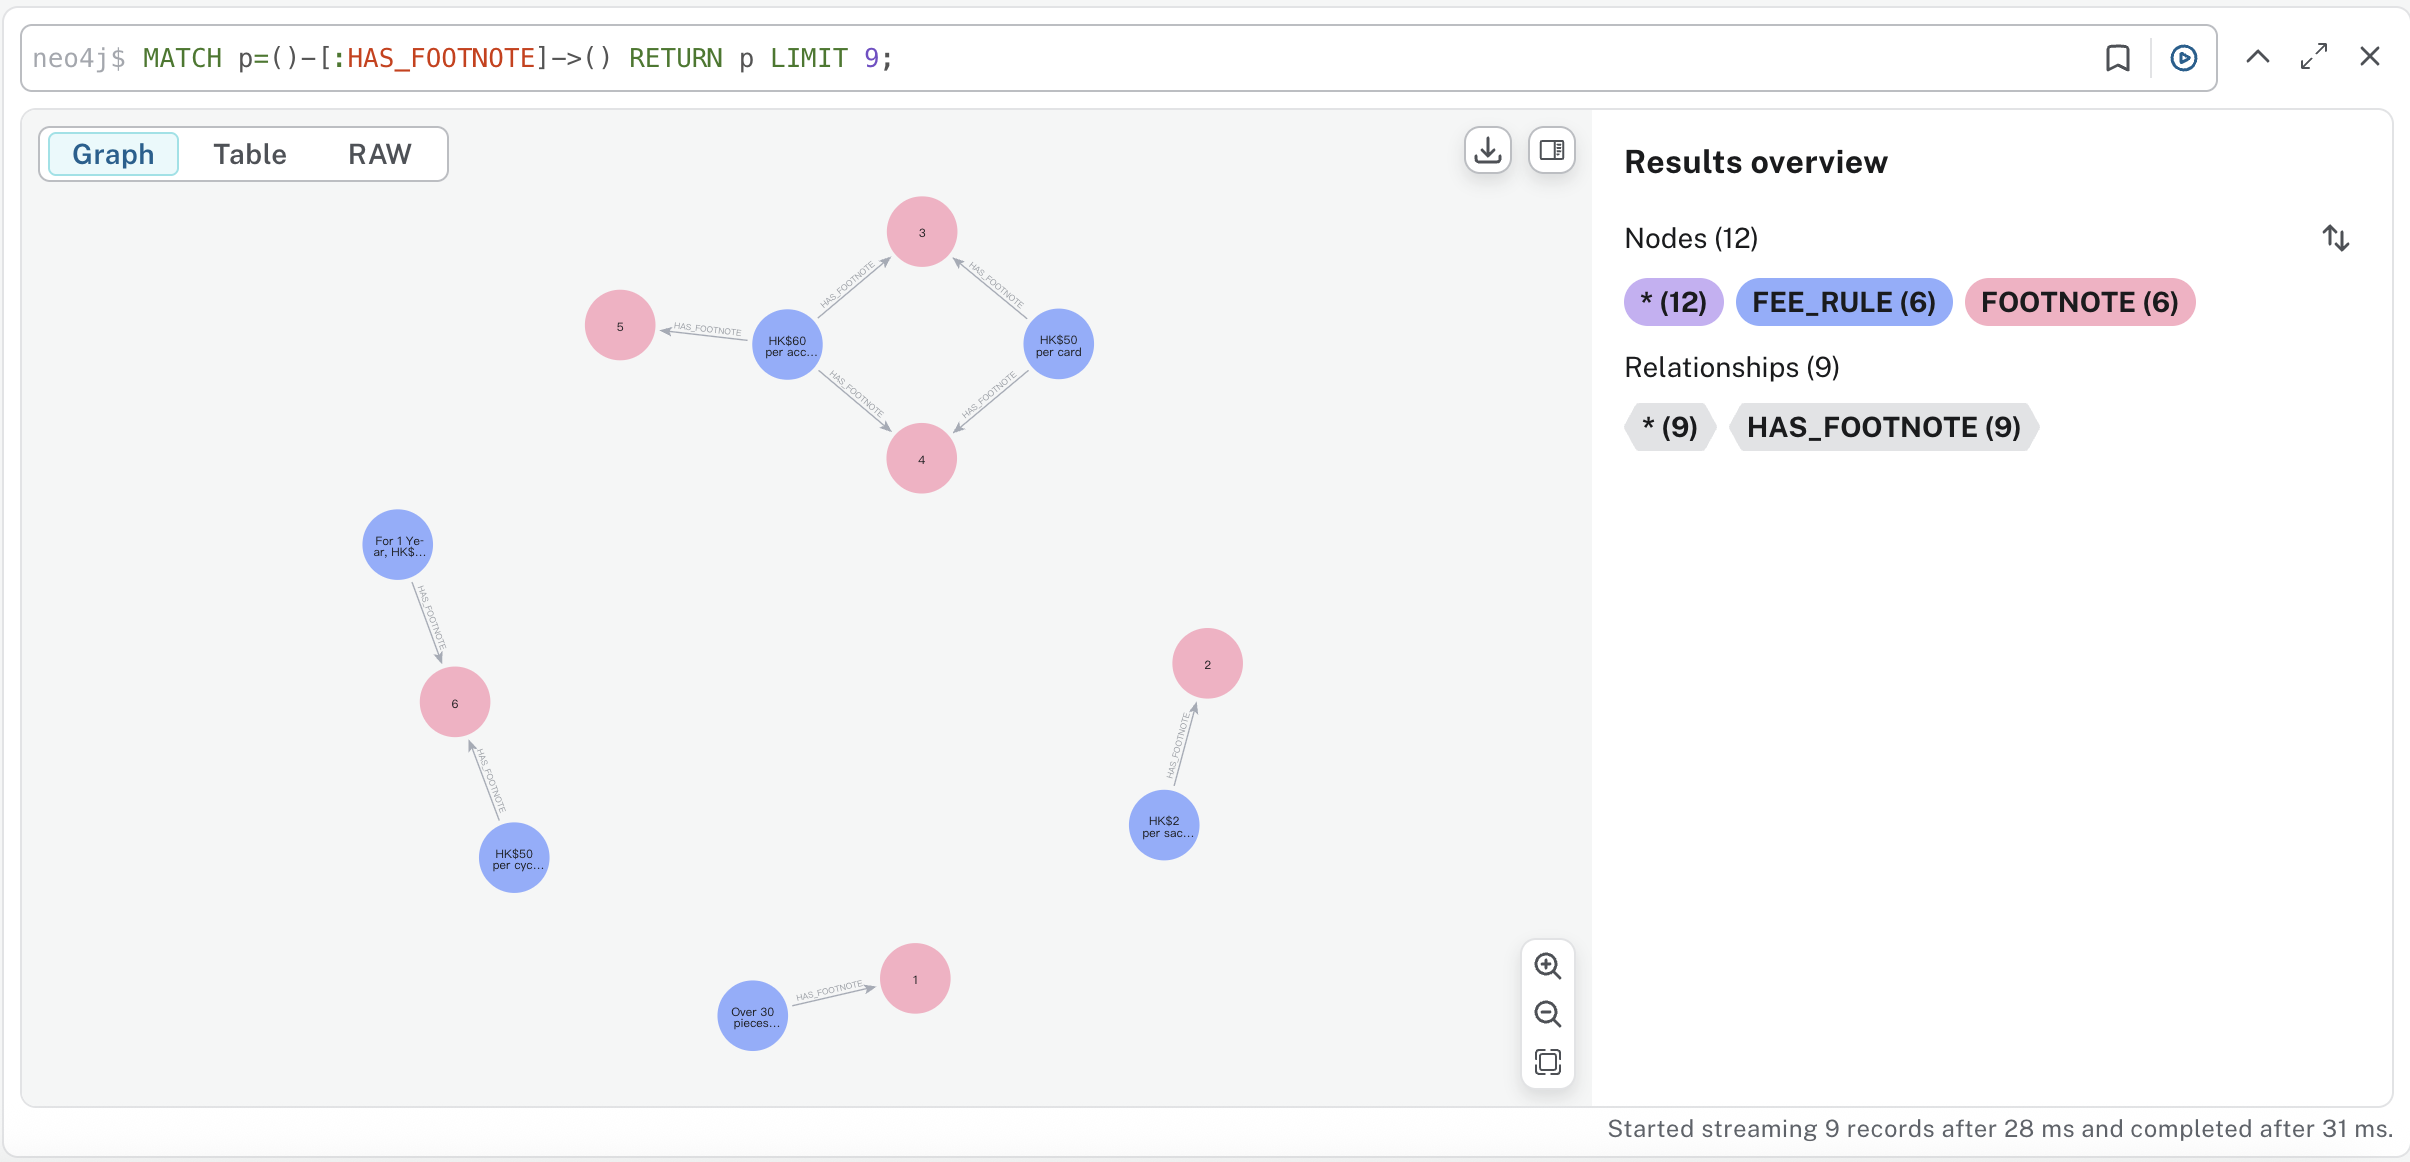 neo4j$ MATCH p=()-[:HAS_FOOTNOTE]->() RETURN p LIMIT 9;
Graph Table RAW
3
HAS_FOOTNOTE
HAS_FOOTNOTE
5
HAS_FOOTNOTE
HK$60
per acc...
HK$50
per card
HAS_FOOTNOTE
HAS_FOOTNOTE
4
For 1 Ye-
ar, HK$...
HAS_FOOTNOTE
6
HAS_FOOTNOTE
HK$50
per cyc...
2
HAS_FOOTNOTE
HK$2
per sac...
1
HAS_FOOTNOTE
Over 30
pieces...
Results overview
Nodes (12)
* (12) FEE_RULE (6) FOOTNOTE (6)
Relationships (9)
* (9) HAS_FOOTNOTE (9)
Started streaming 9 records after 28 ms and completed after 31 ms.